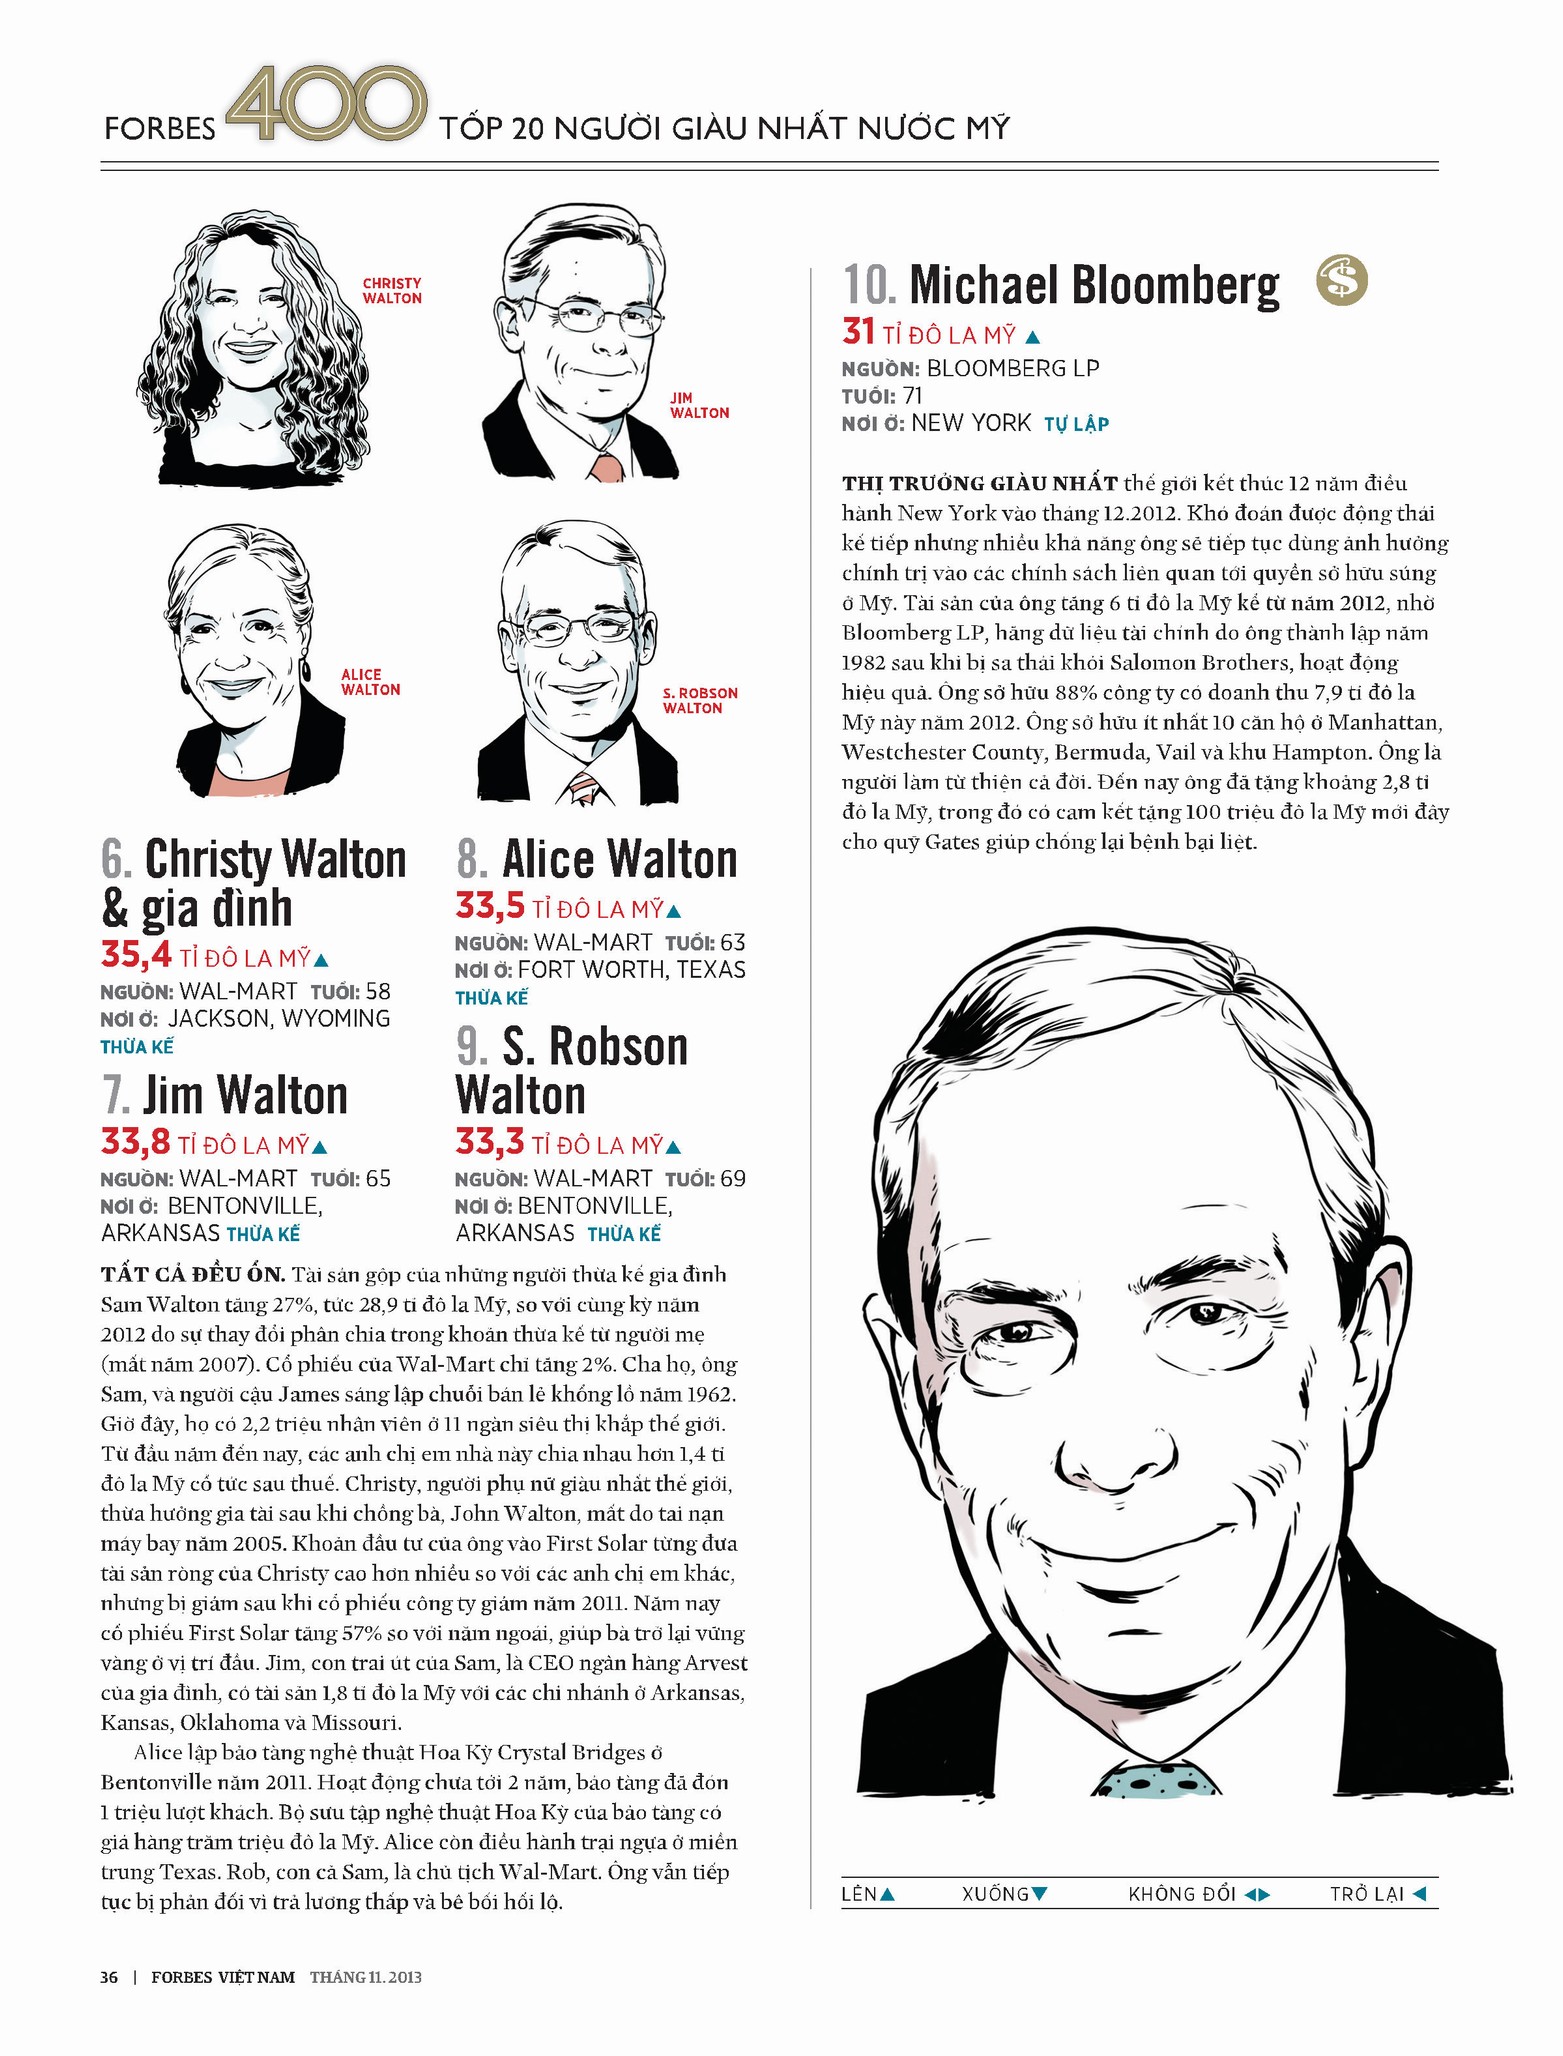 FORBES 400 TỐP 20 NGƯỜI GIÀU NHẤT NƯỚC MỸ
CHRISTY
WALTON
JIM
WALTON
ALICE
WALTON
S. ROBSON
WALTON
6. Christy Walton
& gia đình
35,4 TỈ ĐÔ LA MỸ▲
NGUỒN: WAL-MART TUỔI: 58
NƠI Ở: JACKSON, WYOMING
THỪA KẾ
7. Jim Walton
33,8 TỈ ĐÔ LA MỸ▲
NGUỒN: WAL-MART TUỔI: 65
NƠI Ở: BENTONVILLE,
ARKANSAS THỪA KẾ
8. Alice Walton
33,5 TỈ ĐÔ LA MỸ▲
NGUỒN: WAL-MART TUỔI: 63
NƠI Ở: FORT WORTH, TEXAS
THỪA KẾ
9. S. Robson
Walton
33,3 TỈ ĐÔ LA MỸ▲
NGUỒN: WAL-MART TUỔI: 69
NƠI Ở: BENTONVILLE,
ARKANSAS THỪA KẾ
TẤT CẢ ĐỀU ỔN. Tài sản gộp của những người thừa kế gia đình
Sam Walton tăng 27%, tức 28,9 tỉ đô la Mỹ, so với cùng kỳ năm
2012 do sự thay đổi phân chia trong khoản thừa kế từ người mẹ
(mất năm 2007). Cổ phiếu của Wal-Mart chỉ tăng 2%. Cha họ, ông
Sam, và người cậu James sáng lập chuỗi bán lẻ khổng lồ năm 1962.
Giờ đây, họ có 2,2 triệu nhân viên ở 11 ngàn siêu thị khắp thế giới.
Từ đầu năm đến nay, các anh chị em nhà này chia nhau hơn 1,4 tỉ
đô la Mỹ cổ tức sau thuế. Christy, người phụ nữ giàu nhất thế giới,
thừa hưởng gia tài sau khi chồng bà, John Walton, mất do tai nạn
máy bay năm 2005. Khoản đầu tư của ông vào First Solar từng đưa
tài sản ròng của Christy cao hơn nhiều so với các anh chị em khác,
nhưng bị giảm sau khi cổ phiếu công ty giảm năm 2011. Năm nay
cổ phiếu First Solar tăng 57% so với năm ngoái, giúp bà trở lại vững
vàng ở vị trí đầu. Jim, con trai út của Sam, là CEO ngân hàng Arvest
của gia đình, có tài sản 1,8 tỉ đô la Mỹ với các chi nhánh ở Arkansas,
Kansas, Oklahoma và Missouri.
Alice lập bảo tàng nghệ thuật Hoa Kỳ Crystal Bridges ở
Bentonville năm 2011. Hoạt động chưa tới 2 năm, bảo tàng đã đón
1 triệu lượt khách. Bộ sưu tập nghệ thuật Hoa Kỳ của bảo tàng có
giá hàng trăm triệu đô la Mỹ. Alice còn điều hành trại ngựa ở miền
trung Texas. Rob, con cả Sam, là chủ tịch Wal-Mart. Ông vẫn tiếp
tục bị phản đối vì trả lương thấp và bê bối hối lộ.
10. Michael Bloomberg $
31 TỈ ĐÔ LA MỸ ▲
NGUỒN: BLOOMBERG LP
TUỔI: 71
NƠI Ở: NEW YORK TỰ LẬP
THỊ TRƯỞNG GIÀU NHẤT thế giới kết thúc 12 năm điều
hành New York vào tháng 12.2012. Khó đoán được động thái
kế tiếp nhưng nhiều khả năng ông sẽ tiếp tục dùng ảnh hưởng
chính trị vào các chính sách liên quan tới quyền sở hữu súng
ở Mỹ. Tài sản của ông tăng 6 tỉ đô la Mỹ kể từ năm 2012, nhờ
Bloomberg LP, hãng dữ liệu tài chính do ông thành lập năm
1982 sau khi bị sa thải khỏi Salomon Brothers, hoạt động
hiệu quả. Ông sở hữu 88% công ty có doanh thu 7,9 tỉ đô la
Mỹ này năm 2012. Ông sở hữu ít nhất 10 căn hộ ở Manhattan,
Westchester County, Bermuda, Vail và khu Hampton. Ông là
người làm từ thiện cả đời. Đến nay ông đã tặng khoảng 2,8 tỉ
đô la Mỹ, trong đó có cam kết tặng 100 triệu đô la Mỹ mới đây
cho quỹ Gates giúp chống lại bệnh bại liệt.
LÊN▲ XUỐNG▼ KHÔNG ĐỔI ◀▶ TRỞ LẠI ◀
36 | FORBES VIỆT NAM THÁNG 11.2013